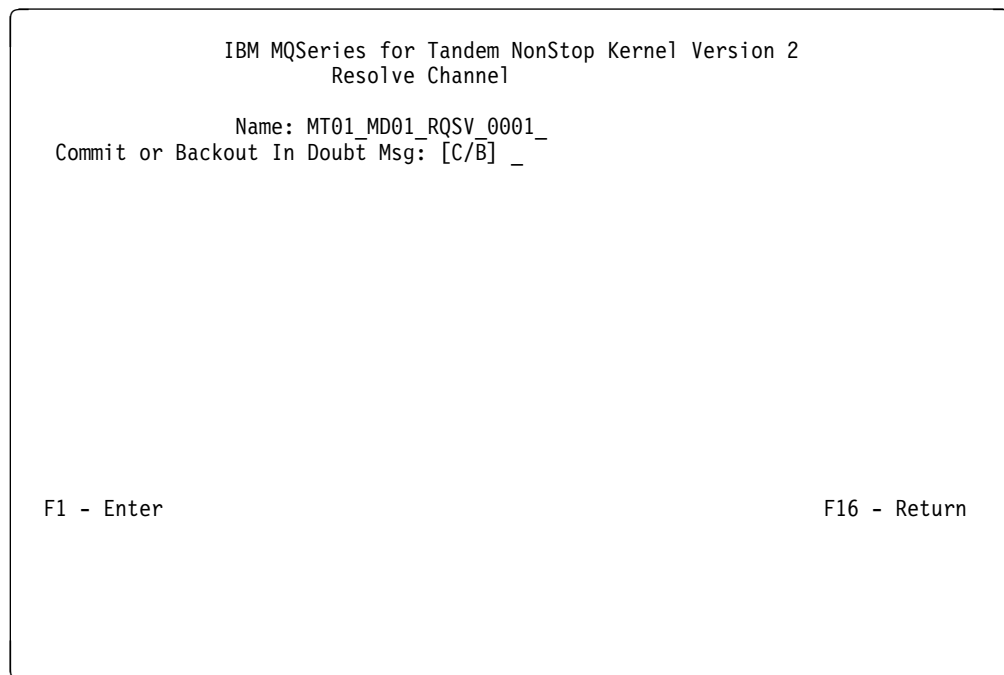 IBM MQSeries for Tandem NonStop Kernel Version 2
Resolve Channel
Name: MT01_MD01_RQSV_0001_
Commit or Backout In Doubt Msg: [C/B] _
F1 - Enter F16 - Return